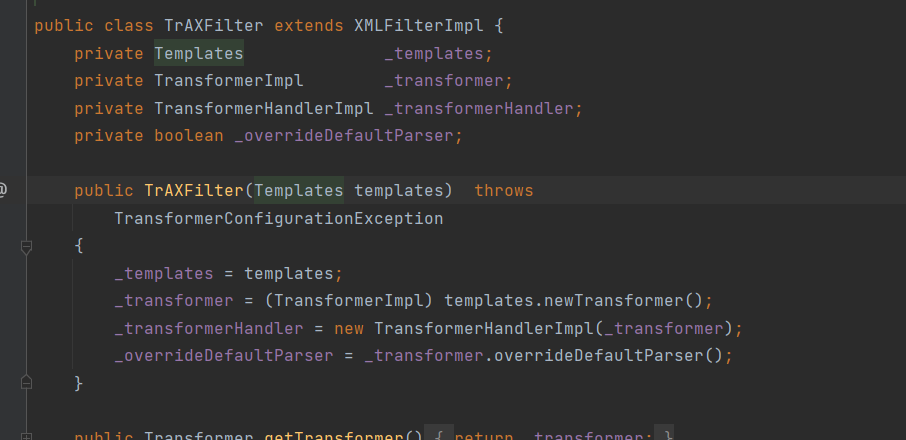 public class TrAXFilter extends XMLFilterImpl {
private Templates _templates;
private TransformerImpl _transformer;
private TransformerHandlerImpl _transformerHandler;
private boolean _overrideDefaultParser;
@
public TrAXFilter(Templates templates) throws
TransformerConfigurationException
{
_templates = templates;
_transformer = (TransformerImpl) templates.newTransformer();
_transformerHandler = new TransformerHandlerImpl(_transformer);
_overrideDefaultParser = _transformer.overrideDefaultParser();
}
public Transformer getTransformer() { return _transformer; }